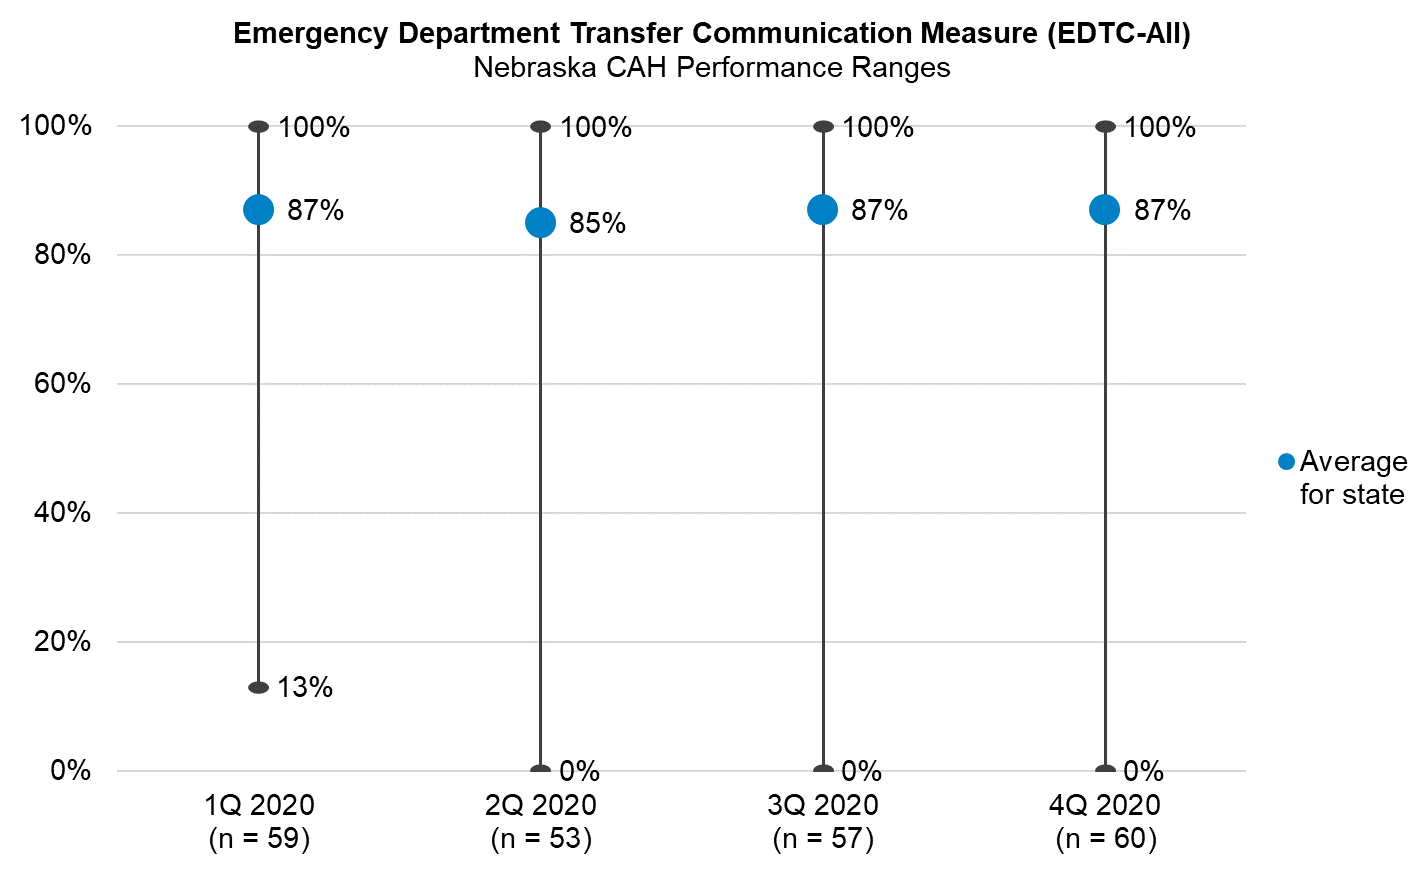 Emergency Department Transfer Communication Measure (EDTC-All)
Nebraska CAH Performance Ranges
100%
80%
60%
40%
20%
0%
100%
87%
13%
100%
85%
0%
100%
87%
0%
100%
87%
0%
1Q 2020
(n = 59)
2Q 2020
(n = 53)
3Q 2020
(n = 57)
4Q 2020
(n = 60)
Average
for state